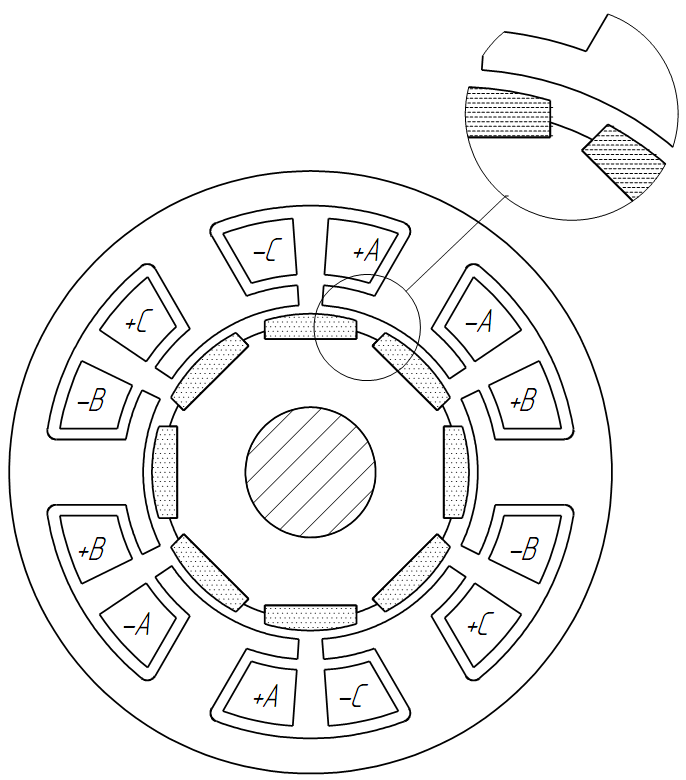 -C +A
+C -A
-B +B
+B -B
-A +C
+A -C